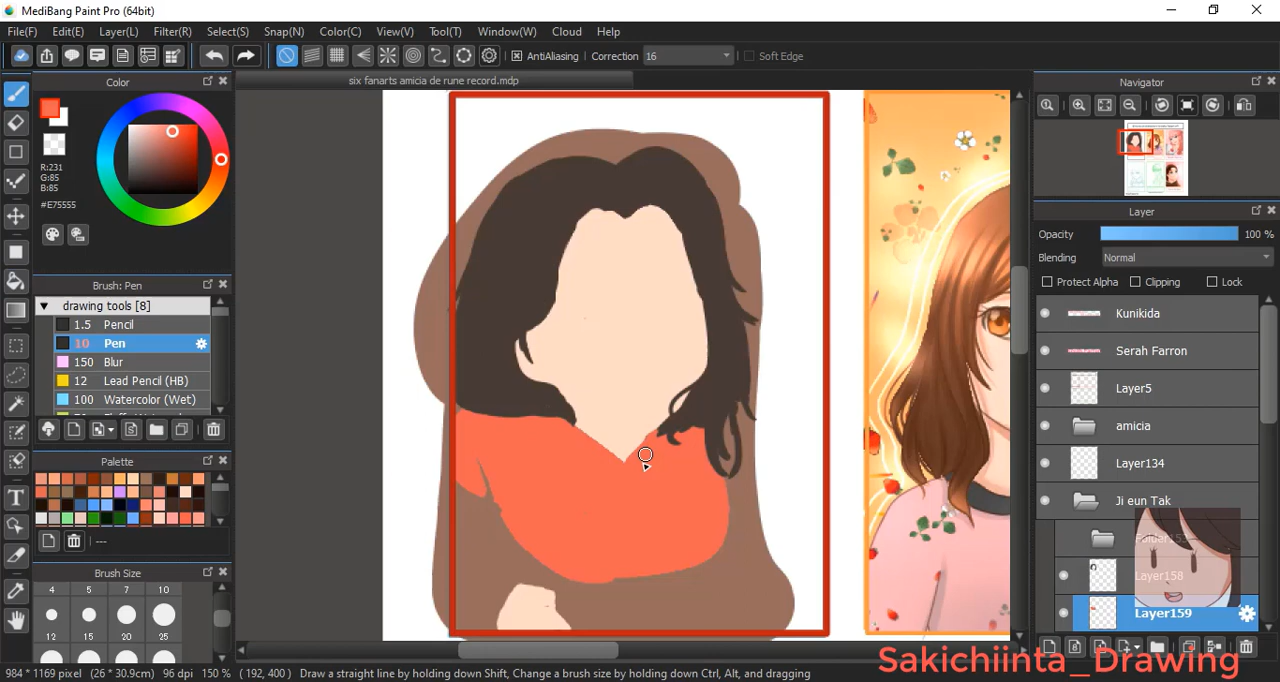 MediBang Paint Pro (64bit)
File(F) Edit(E) Layer(L) Filter(R) Select(S) Snap(N) Color(C) View(V) Tool(T) Window(W) Cloud Help
AntiAliasing Correction 16 Soft Edge
six fanarts amicia de rune record.mdp
Color
R:231
G:85
B:85
#E75555
Brush: Pen
drawing tools [8]
1.5 Pencil
10 Pen
150 Blur
12 Lead Pencil (HB)
100 Watercolor (Wet)
Palette
---
Brush Size
4 5 7 10
12 15 20 25
Navigator
Layer
Opacity 100 %
Blending Normal
Protect Alpha Clipping Lock
Kunikida
Serah Farron
Layer5
amicia
Layer134
Ji eun Tak
Layer158
Layer159
984 * 1169 pixel (26 * 30.9cm) 96 dpi 150 % ( 192, 400 ) Draw a straight line by holding down Shift, Change a brush size by holding down Ctrl, Alt, and dragging
Sakichiinta_Drawing